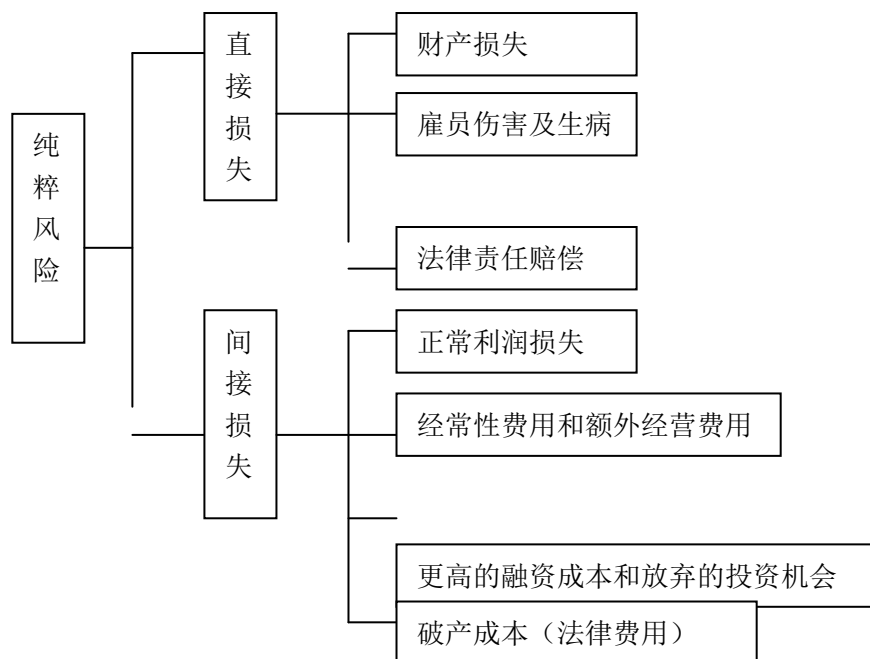 纯粹风险
直接损失
财产损失
雇员伤害及生病
法律责任赔偿
间接损失
正常利润损失
经常性费用和额外经营费用
更高的融资成本和放弃的投资机会
破产成本（法律费用）